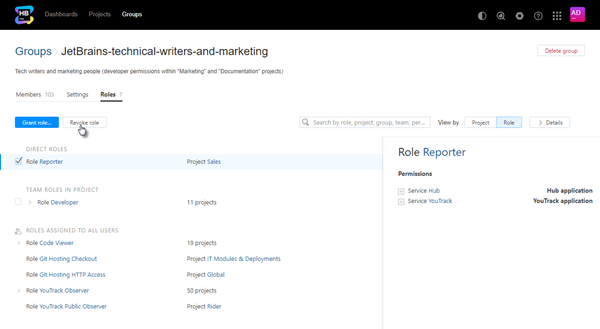 HB
Dashboards Projects Groups AD
Groups › JetBrains-technical-writers-and-marketing Delete group
Tech writers and marketing people (developer permissions within "Marketing" and "Documentation" projects)
Members 103 Settings Roles 7
Grant role... Revoke role Search by role, project, group, team, per... View by Project Role Details
DIRECT ROLES
Role Reporter Project Sales
TEAM ROLES IN PROJECT
Role Developer 11 projects
ROLES ASSIGNED TO ALL USERS
Role Code Viewer 19 projects
Role Git Hosting Checkout Project IT Modules & Deployments
Role Git Hosting HTTP Access Project Global
Role YouTrack Observer 50 projects
Role YouTrack Public Observer Project Rider
Role Reporter
Permissions
Service Hub Hub application
Service YouTrack YouTrack application